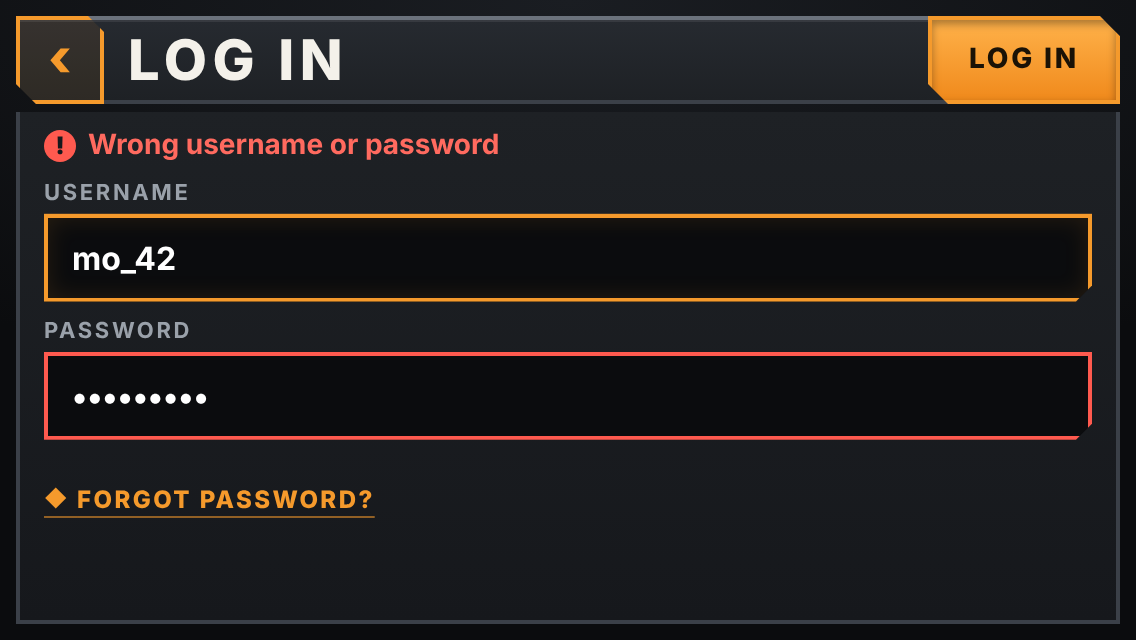 LOG IN
LOG IN
Wrong username or password
USERNAME
mo_42
PASSWORD
•••••••••
FORGOT PASSWORD?